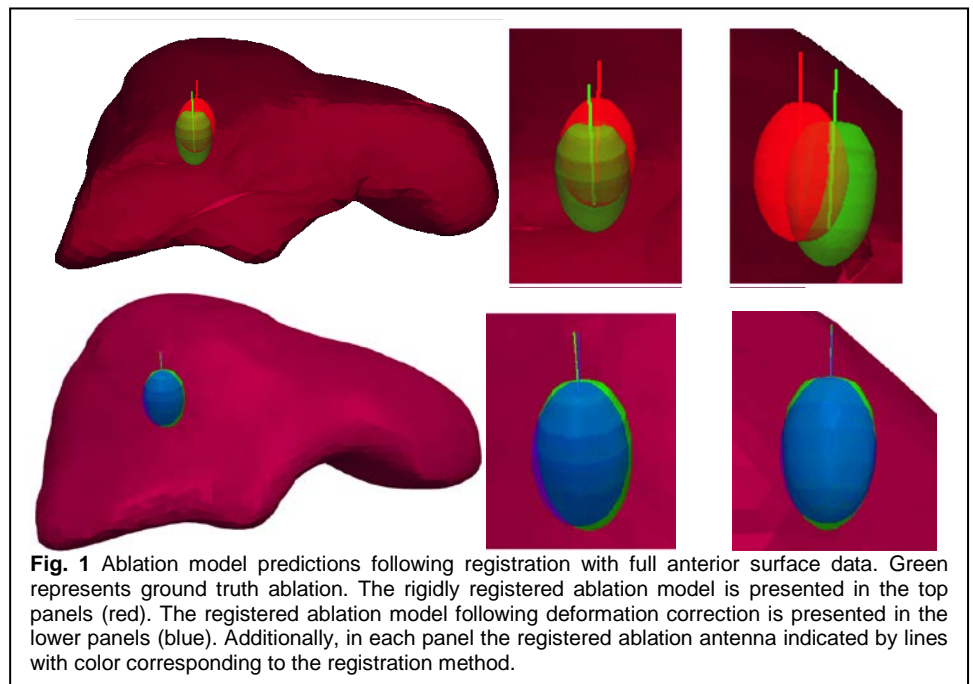 Fig. 1 Ablation model predictions following registration with full anterior surface data. Green
represents ground truth ablation. The rigidly registered ablation model is presented in the top
panels (red). The registered ablation model following deformation correction is presented in the
lower panels (blue). Additionally, in each panel the registered ablation antenna indicated by lines
with color corresponding to the registration method.